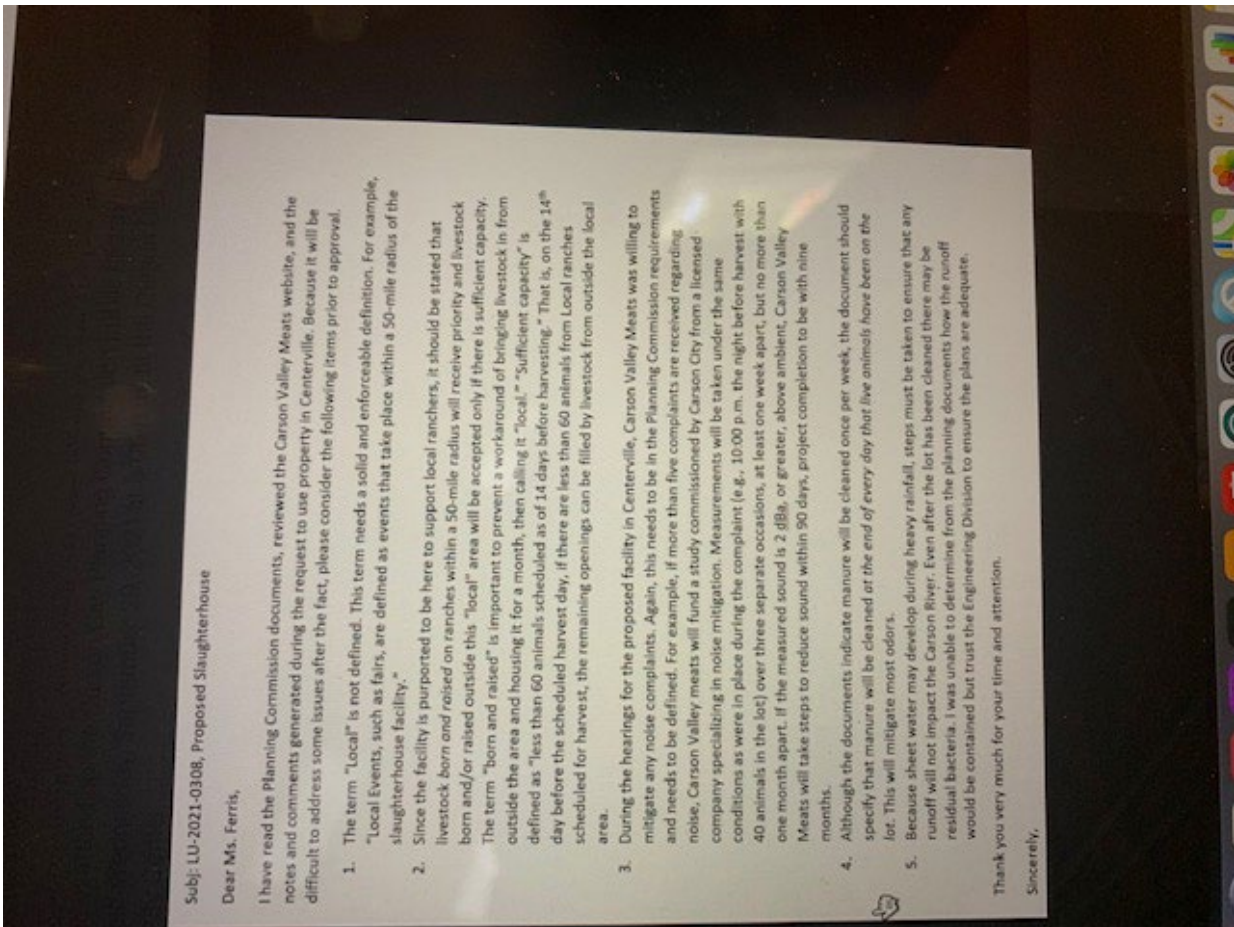 Subj: LU-2021-0308, Proposed Slaughterhouse
Dear Ms. Ferris,
I have read the Planning Commission documents, reviewed the Carson Valley Meats website, and the
notes and comments generated during the request to use property in Centerville. Because it will be
difficult to address some issues after the fact, please consider the following items prior to approval.
1. The term "Local" is not defined. This term needs a solid and enforceable definition. For example,
"Local Events, such as fairs, are defined as events that take place within a 50-mile radius of the
slaughterhouse facility."
2. Since the facility is purported to be here to support local ranchers, it should be stated that
livestock born and raised on ranches within a 50-mile radius will receive priority and livestock
born and/or raised outside this "local" area will be accepted only if there is sufficient capacity.
The term "born and raised" is important to prevent a workaround of bringing livestock in from
outside the area and housing it for a month, then calling it "local." "Sufficient capacity" is
defined as "less than 60 animals scheduled as of 14 days before harvesting." That is, on the 14th
day before the scheduled harvest day, if there are less than 60 animals from Local ranches
scheduled for harvest, the remaining openings can be filled by livestock from outside the local
area.
3. During the hearings for the proposed facility in Centerville, Carson Valley Meats was willing to
mitigate any noise complaints. Again, this needs to be in the Planning Commission requirements
and needs to be defined. For example, if more than five complaints are received regarding
noise, Carson Valley meats will fund a study commissioned by Carson City from a licensed
company specializing in noise mitigation. Measurements will be taken under the same
conditions as were in place during the complaint (e.g., 10:00 p.m. the night before harvest with
40 animals in the lot) over three separate occasions, at least one week apart, but no more than
one month apart. If the measured sound is 2 dBa, or greater, above ambient, Carson Valley
Meats will take steps to reduce sound within 90 days, project completion to be with nine
months.
4. Although the documents indicate manure will be cleaned once per week, the document should
specify that manure will be cleaned at the end of every day that live animals have been on the
lot. This will mitigate most odors.
5. Because sheet water may develop during heavy rainfall, steps must be taken to ensure that any
runoff will not impact the Carson River. Even after the lot has been cleaned there may be
residual bacteria. I was unable to determine from the planning documents how the runoff
would be contained but trust the Engineering Division to ensure the plans are adequate.
Thank you very much for your time and attention.
Sincerely,